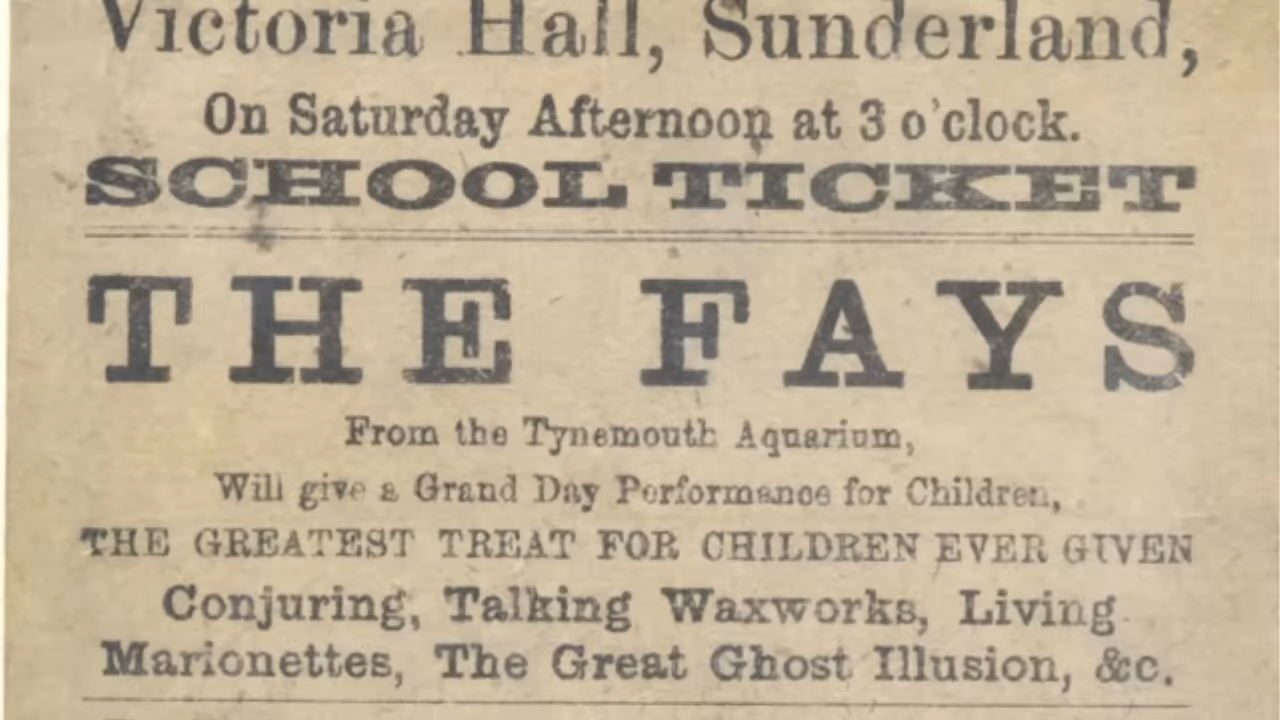 Victoria Hall, Sunderland,
On Saturday Afternoon at 3 o'clock.
SCHOOL TICKET
THE FAYS
From the Tynemouth Aquarium,
Will give a Grand Day Performance for Children,
THE GREATEST TREAT FOR CHILDREN EVER GIVEN
Conjuring, Talking Waxworks, Living
Marionettes, The Great Ghost Illusion, &c.